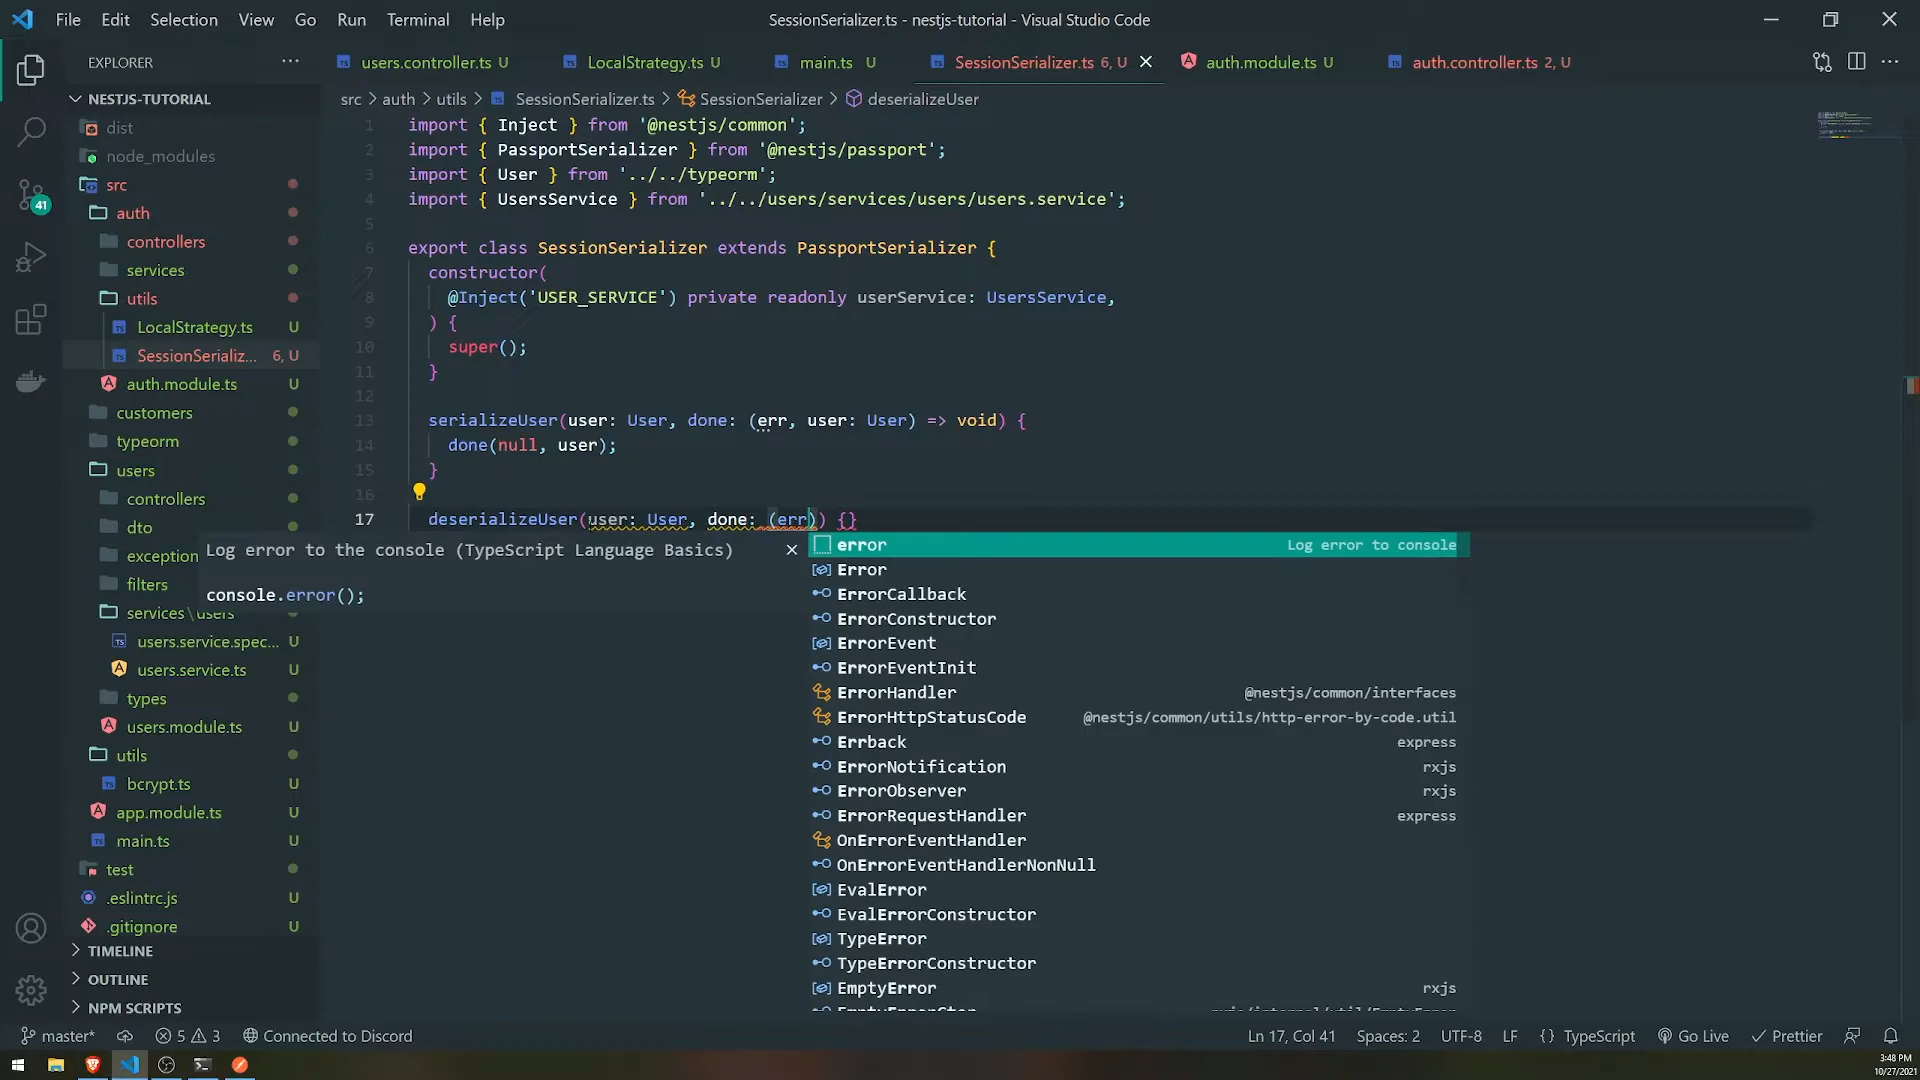 File Edit Selection View Go Run Terminal Help
SessionSerializer.ts - nestjs-tutorial - Visual Studio Code
EXPLORER
users.controller.ts U
LocalStrategy.ts U
main.ts U
SessionSerializer.ts 6, U
auth.module.ts U
auth.controller.ts 2, U
NESTJS-TUTORIAL
dist
node_modules
src
auth
controllers
services
utils
LocalStrategy.ts U
SessionSerializ... 6, U
auth.module.ts U
customers
typeorm
users
controllers
dto
exception
filters
services\users
users.service.spec... U
users.service.ts U
types
users.module.ts U
utils
bcrypt.ts U
app.module.ts U
main.ts U
test
.eslintrc.js U
.gitignore U
TIMELINE
OUTLINE
NPM SCRIPTS
41
src > auth > utils > SessionSerializer.ts > SessionSerializer > deserializeUser
1 import { Inject } from '@nestjs/common';
2 import { PassportSerializer } from '@nestjs/passport';
3 import { User } from '../../typeorm';
4 import { UsersService } from '../../users/services/users/users.service';
5
6 export class SessionSerializer extends PassportSerializer {
7 constructor(
8 @Inject('USER_SERVICE') private readonly userService: UsersService,
9 ) {
10 super();
11 }
12
13 serializeUser(user: User, done: (err, user: User) => void) {
14 done(null, user);
15 }
16
17 deserializeUser(user: User, done: (err)) {}
Log error to the console (TypeScript Language Basics)
console.error();
error Log error to console
Error
ErrorCallback
ErrorConstructor
ErrorEvent
ErrorEventInit
ErrorHandler @nestjs/common/interfaces
ErrorHttpStatusCode @nestjs/common/utils/http-error-by-code.util
Errback express
ErrorNotification rxjs
ErrorObserver rxjs
ErrorRequestHandler express
OnErrorEventHandler
OnErrorEventHandlerNonNull
EvalError
EvalErrorConstructor
TypeError
TypeErrorConstructor
EmptyError rxjs
master* 5 3 Connected to Discord
Ln 17, Col 41 Spaces: 2 UTF-8 LF {} TypeScript Go Live Prettier
3:48 PM
10/27/2021